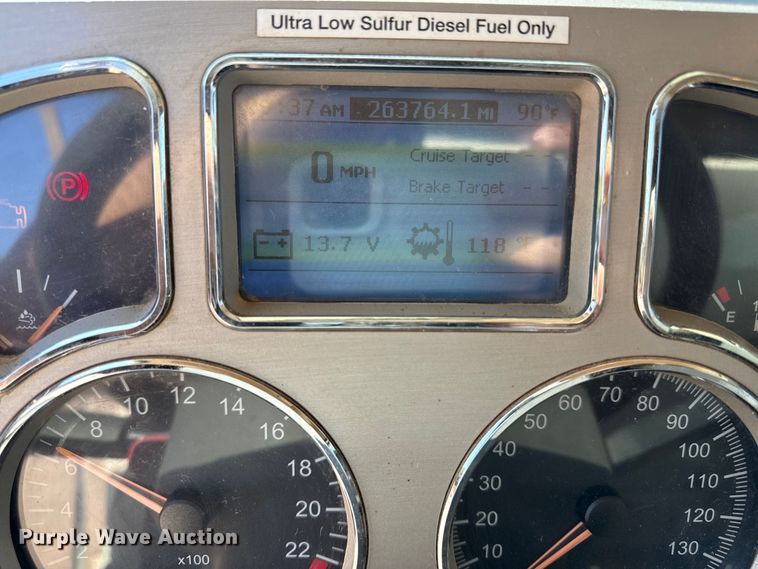 Ultra Low Sulfur Diesel Fuel Only
:37 AM 263764.1 MI 90°F
0 MPH
Cruise Target - -
Brake Target - -
13.7 V 118 °F
P
E
2 6 8 10 12 14 16 18 20 22
x100
10 20 30 40 50 60 70 80 90 100 110 120 130
Purple Wave Auction